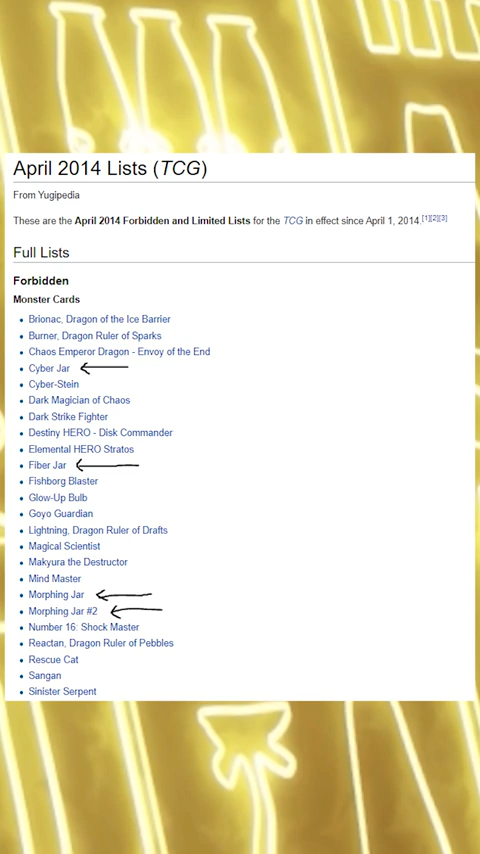 April 2014 Lists (TCG)
From Yugipedia
These are the April 2014 Forbidden and Limited Lists for the TCG in effect since April 1, 2014.[1][2][3]
Full Lists
Forbidden
Monster Cards
Brionac, Dragon of the Ice Barrier
Burner, Dragon Ruler of Sparks
Chaos Emperor Dragon - Envoy of the End
Cyber Jar
Cyber-Stein
Dark Magician of Chaos
Dark Strike Fighter
Destiny HERO - Disk Commander
Elemental HERO Stratos
Fiber Jar
Fishborg Blaster
Glow-Up Bulb
Goyo Guardian
Lightning, Dragon Ruler of Drafts
Magical Scientist
Makyura the Destructor
Mind Master
Morphing Jar
Morphing Jar #2
Number 16: Shock Master
Reactan, Dragon Ruler of Pebbles
Rescue Cat
Sangan
Sinister Serpent